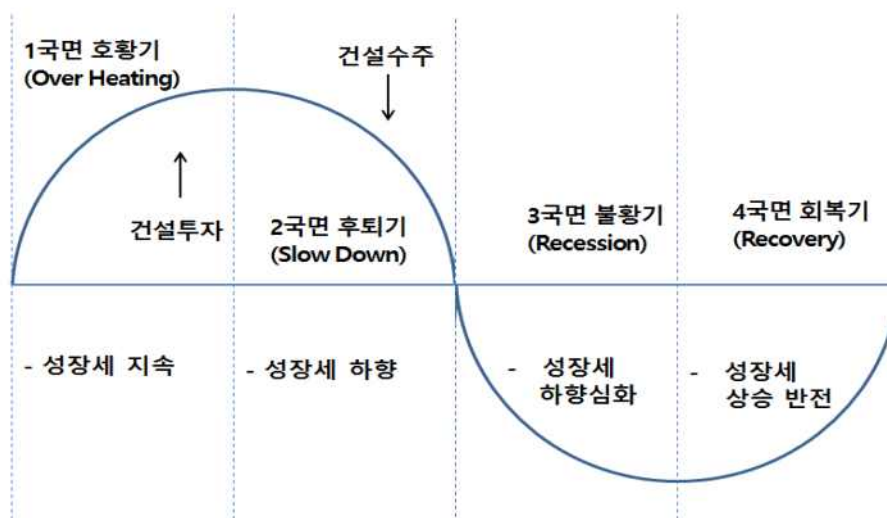 1국면 호황기
(Over Heating)
건설수주
건설투자
2국면 후퇴기
(Slow Down)
3국면 불황기
(Recession)
4국면 회복기
(Recovery)
- 성장세 지속
- 성장세 하향
- 성장세
하향심화
- 성장세
상승 반전